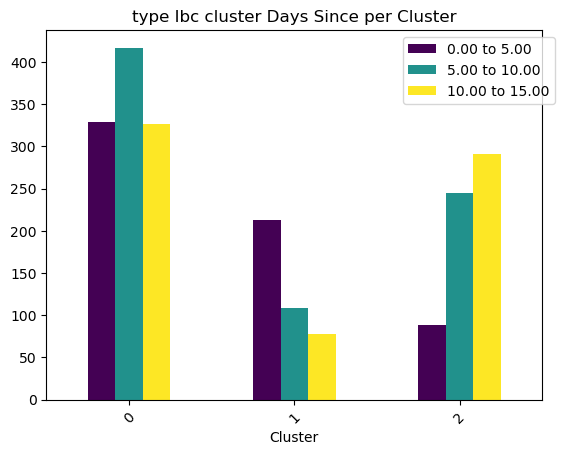 type lbc cluster Days Since per Cluster
0.00 to 5.00
5.00 to 10.00
10.00 to 15.00
400
350
300
250
200
150
100
50
0
0
1
2
Cluster